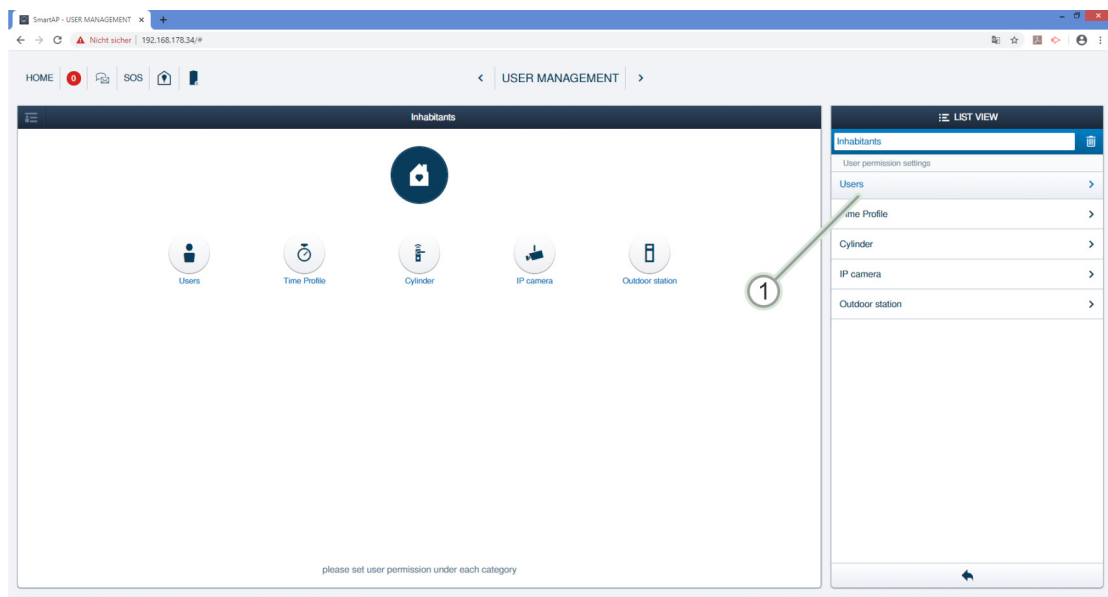 SmartAP - USER MANAGEMENT
Nicht sicher | 192.168.178.34/#
HOME 0 SOS USER MANAGEMENT
Inhabitants
Users
Time Profile
Cylinder
IP camera
Outdoor station
please set user permission under each category
LIST VIEW
Inhabitants
User permission settings
Users
1
Time Profile
Cylinder
IP camera
Outdoor station